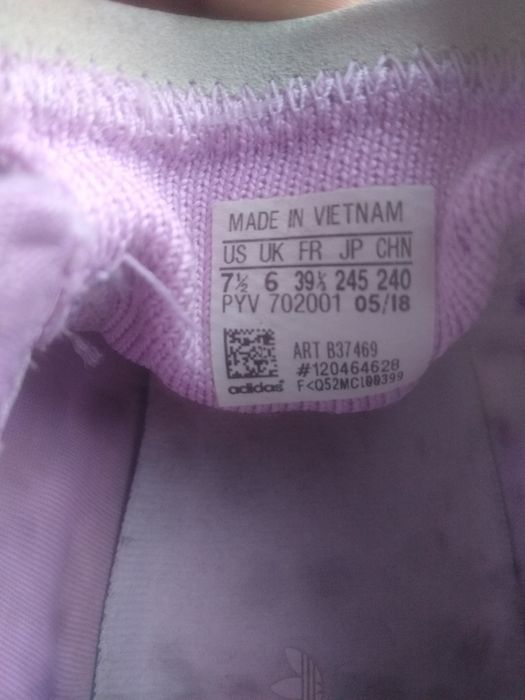 MADE IN VIETNAM
US UK FR JP CHN
7½ 6 39⅓ 245 240
PYV 702001 05/18
ART B37469
#120464628
adidas F<Q52MC100399